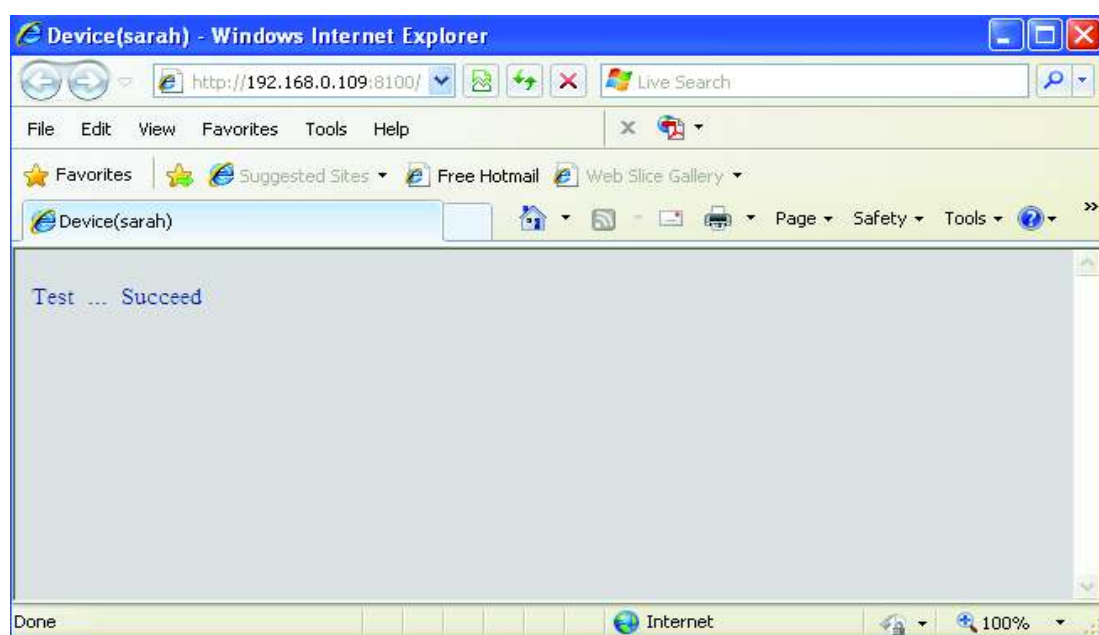 Device(sarah) - Windows Internet Explorer
http://192.168.0.109:8100/ Live Search
File Edit View Favorites Tools Help
Favorites Suggested Sites Free Hotmail Web Slice Gallery
Device(sarah) Page Safety Tools »
Test ... Succeed
Done Internet 100%